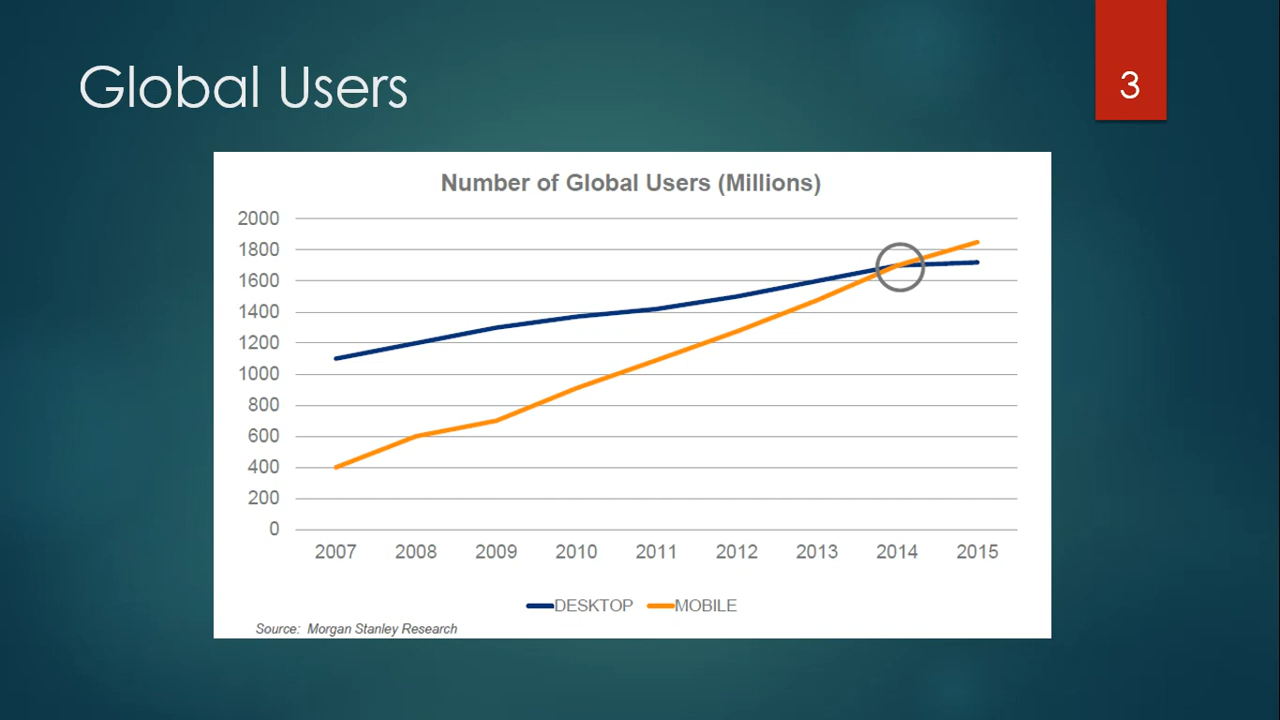 Global Users
3
Number of Global Users (Millions)
2000
1800
1600
1400
1200
1000
800
600
400
200
0
2007 2008 2009 2010 2011 2012 2013 2014 2015
DESKTOP MOBILE
Source: Morgan Stanley Research